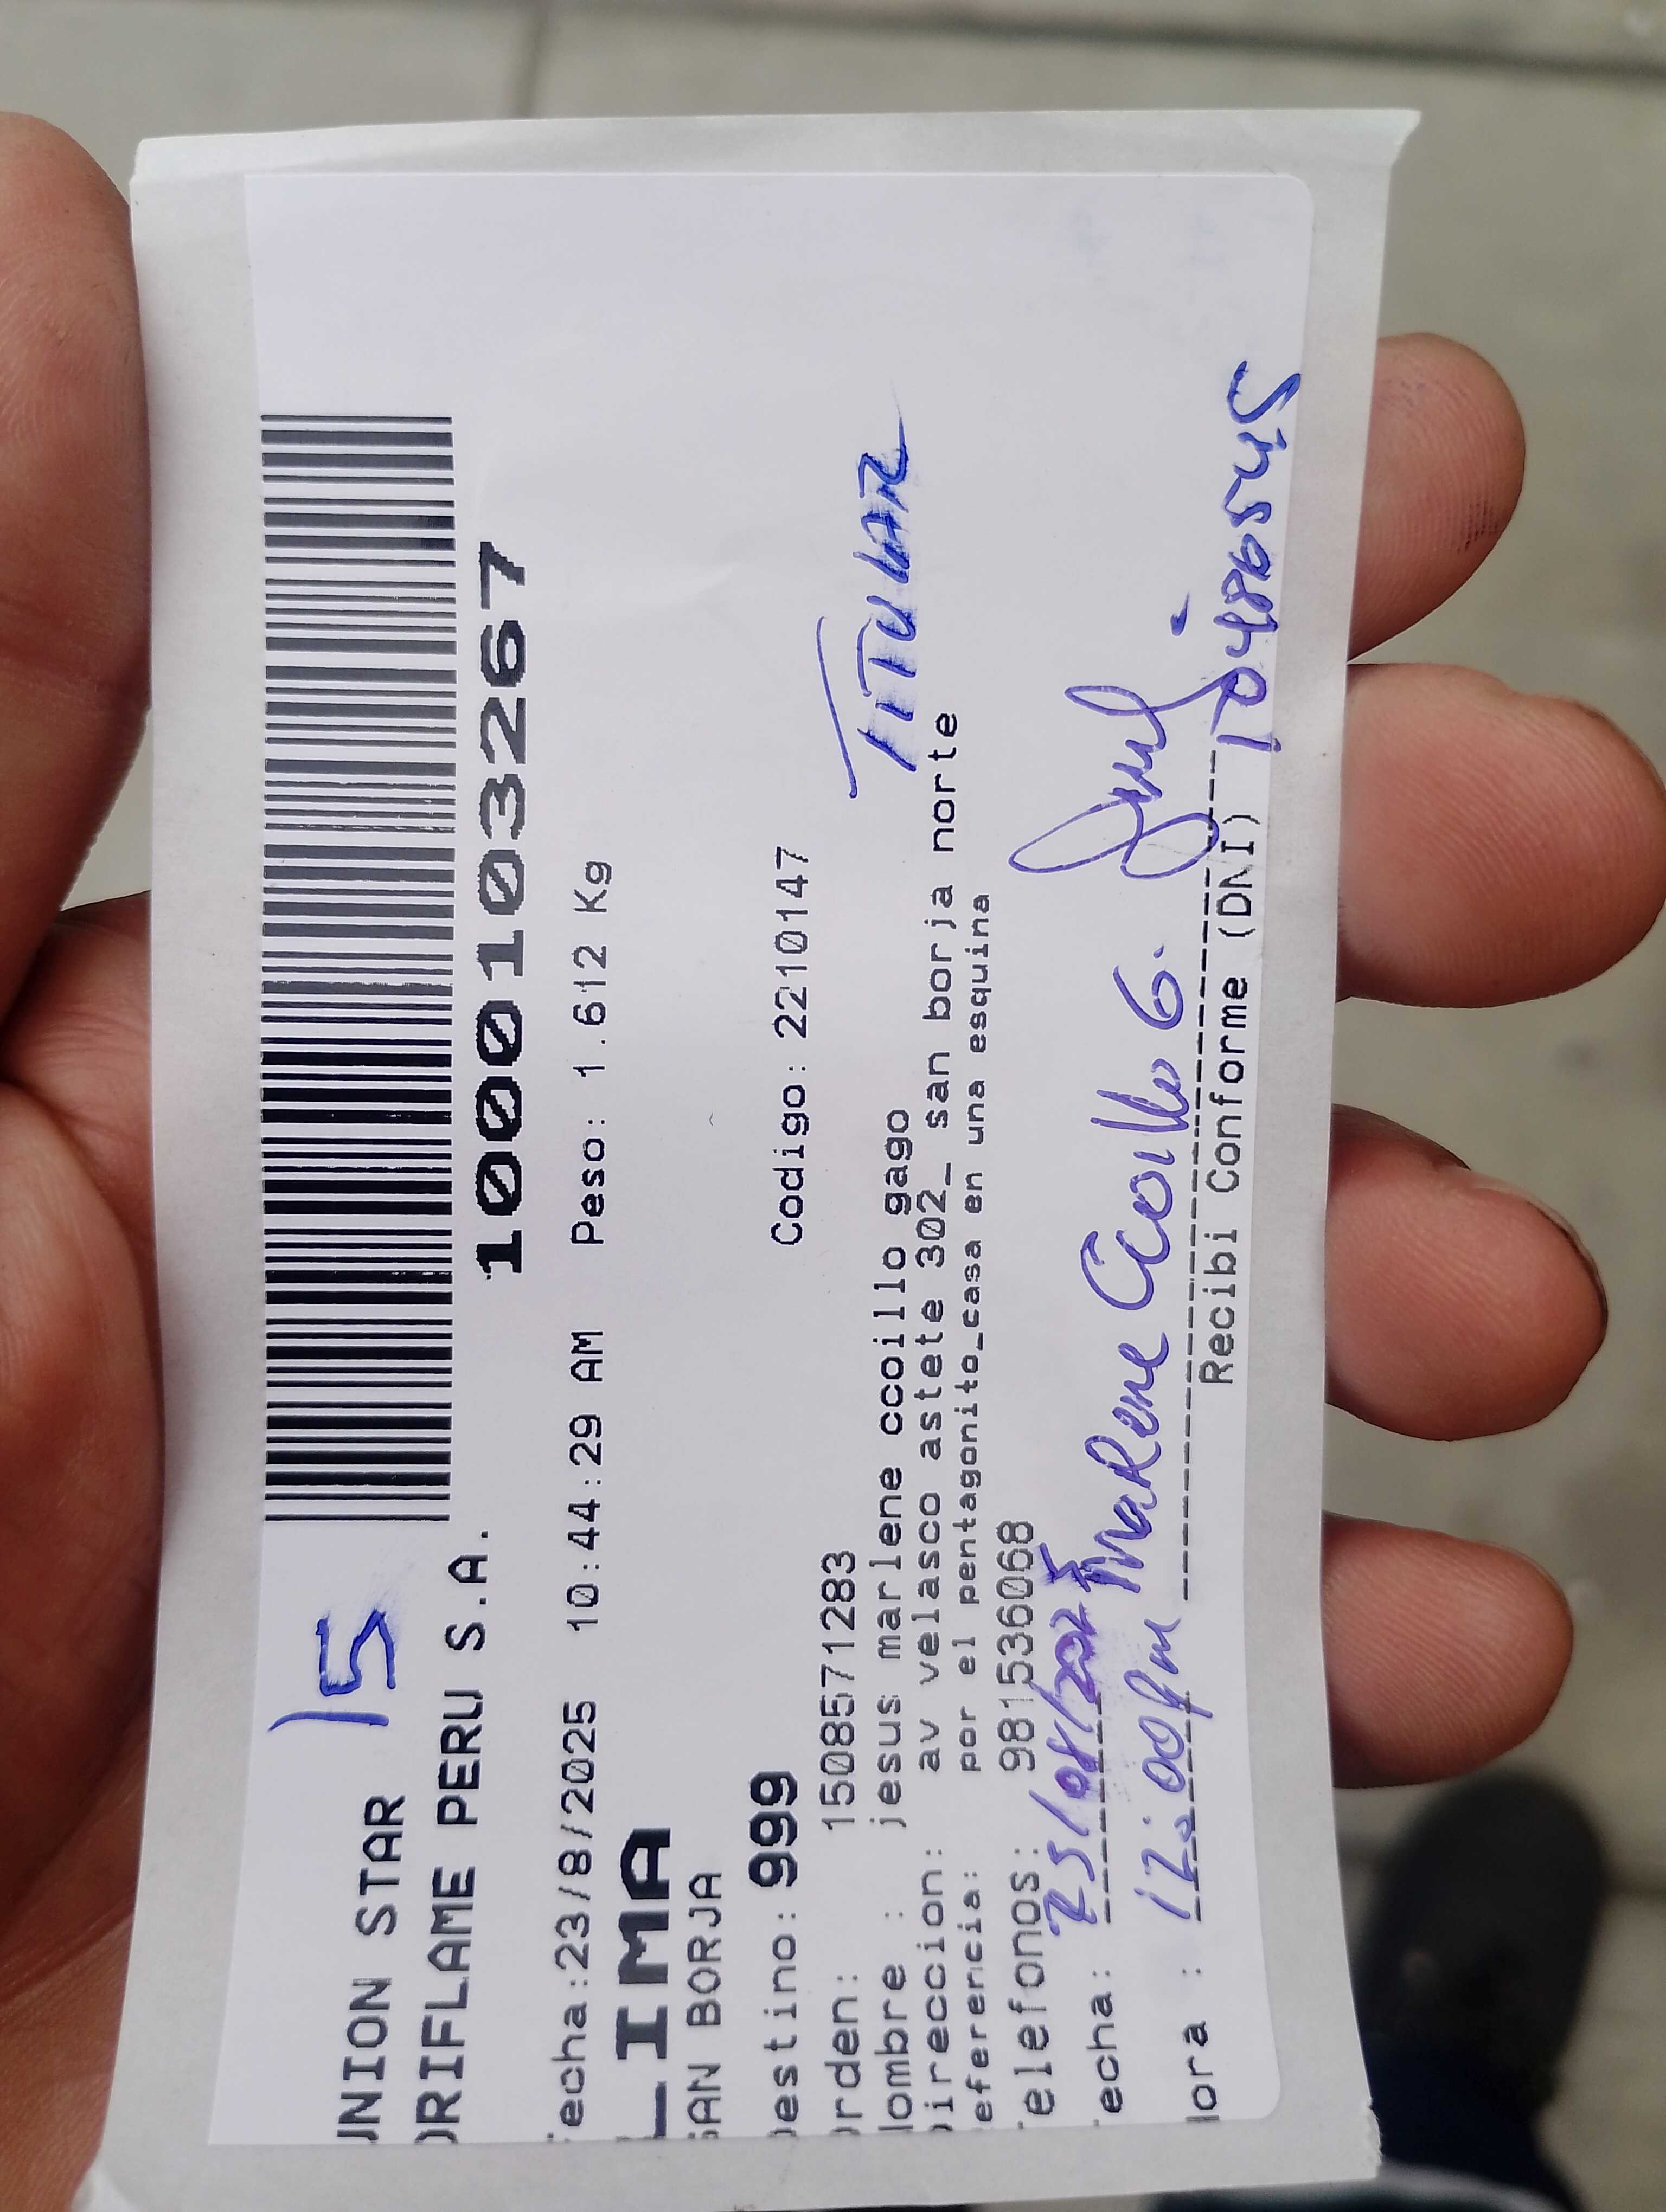 15
UNION STAR
ORIFLAME PERU S.A.
1000103267
Fecha:23/8/2025 10:44:29 AM Peso: 1.612 Kg
LIMA
SAN BORJA
Destino: 999 Codigo: 2210147
Orden: 1508571283
Nombre : jesus marlene ccoillo gago
TITULAR
Direccion: av velasco astete 302_ san borja norte
Referencia: por el pentagonito_casa en una esquina
Telefonos: 981536068
Fecha: 23/08/2025 Marlene Ccoillo G.
Hora : 12:00pm
Recibi Conforme (DNI)